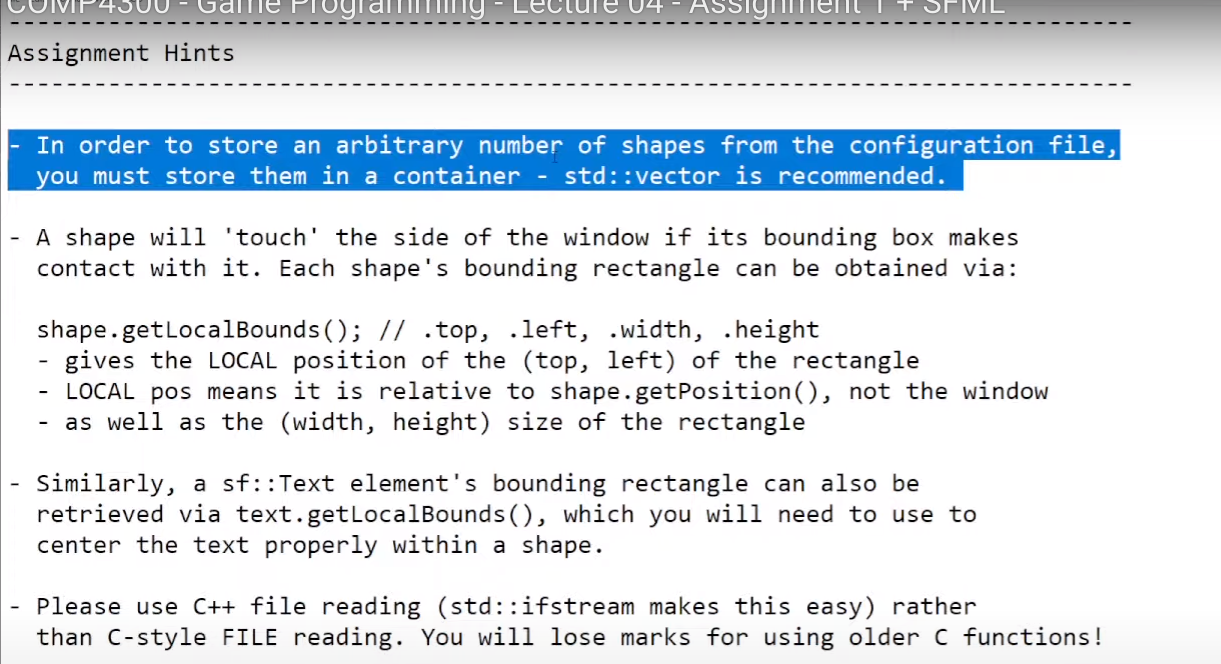 COMP4300 - Game Programming - Lecture 04 - Assignment 1 + SFML
-------------------------------------------------------------------------------
Assignment Hints
-------------------------------------------------------------------------------
- In order to store an arbitrary number of shapes from the configuration file,
you must store them in a container - std::vector is recommended.
- A shape will 'touch' the side of the window if its bounding box makes
contact with it. Each shape's bounding rectangle can be obtained via:
shape.getLocalBounds(); // .top, .left, .width, .height
- gives the LOCAL position of the (top, left) of the rectangle
- LOCAL pos means it is relative to shape.getPosition(), not the window
- as well as the (width, height) size of the rectangle
- Similarly, a sf::Text element's bounding rectangle can also be
retrieved via text.getLocalBounds(), which you will need to use to
center the text properly within a shape.
- Please use C++ file reading (std::ifstream makes this easy) rather
than C-style FILE reading. You will lose marks for using older C functions!